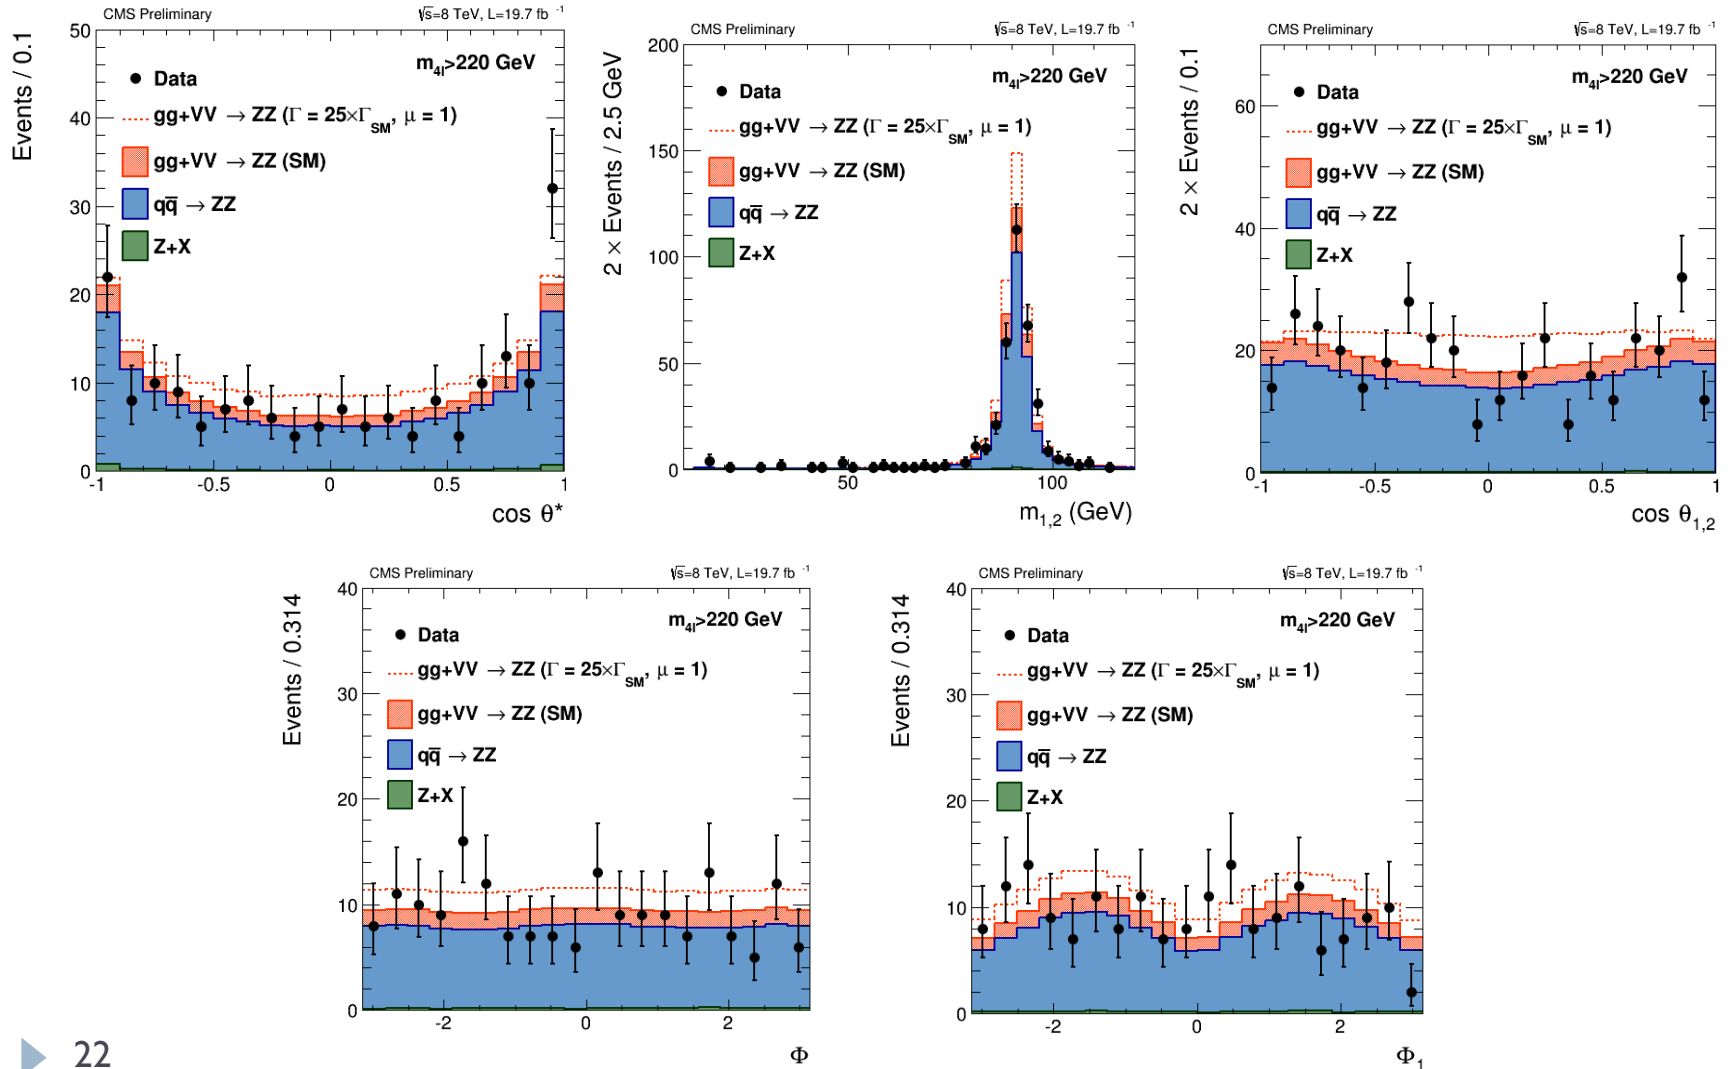 CMS Preliminary √s=8 TeV, L=19.7 fb⁻¹
Events / 0.1
50
40
30
20
10
0
m4l>220 GeV
Data
gg+VV → ZZ (Γ = 25×ΓSM, μ = 1)
gg+VV → ZZ (SM)
qq̅ → ZZ
Z+X
-1 -0.5 0 0.5 1
cos θ*
CMS Preliminary √s=8 TeV, L=19.7 fb⁻¹
2 × Events / 2.5 GeV
200
150
100
50
0
m4l>220 GeV
Data
gg+VV → ZZ (Γ = 25×ΓSM, μ = 1)
gg+VV → ZZ (SM)
qq̅ → ZZ
Z+X
50 100
m1,2 (GeV)
CMS Preliminary √s=8 TeV, L=19.7 fb⁻¹
2 × Events / 0.1
60
40
20
0
m4l>220 GeV
Data
gg+VV → ZZ (Γ = 25×ΓSM, μ = 1)
gg+VV → ZZ (SM)
qq̅ → ZZ
Z+X
-1 -0.5 0 0.5 1
cos θ1,2
CMS Preliminary √s=8 TeV, L=19.7 fb⁻¹
Events / 0.314
40
30
20
10
0
m4l>220 GeV
Data
gg+VV → ZZ (Γ = 25×ΓSM, μ = 1)
gg+VV → ZZ (SM)
qq̅ → ZZ
Z+X
-2 0 2
Φ
CMS Preliminary √s=8 TeV, L=19.7 fb⁻¹
Events / 0.314
40
30
20
10
0
m4l>220 GeV
Data
gg+VV → ZZ (Γ = 25×ΓSM, μ = 1)
gg+VV → ZZ (SM)
qq̅ → ZZ
Z+X
-2 0 2
Φ1
22